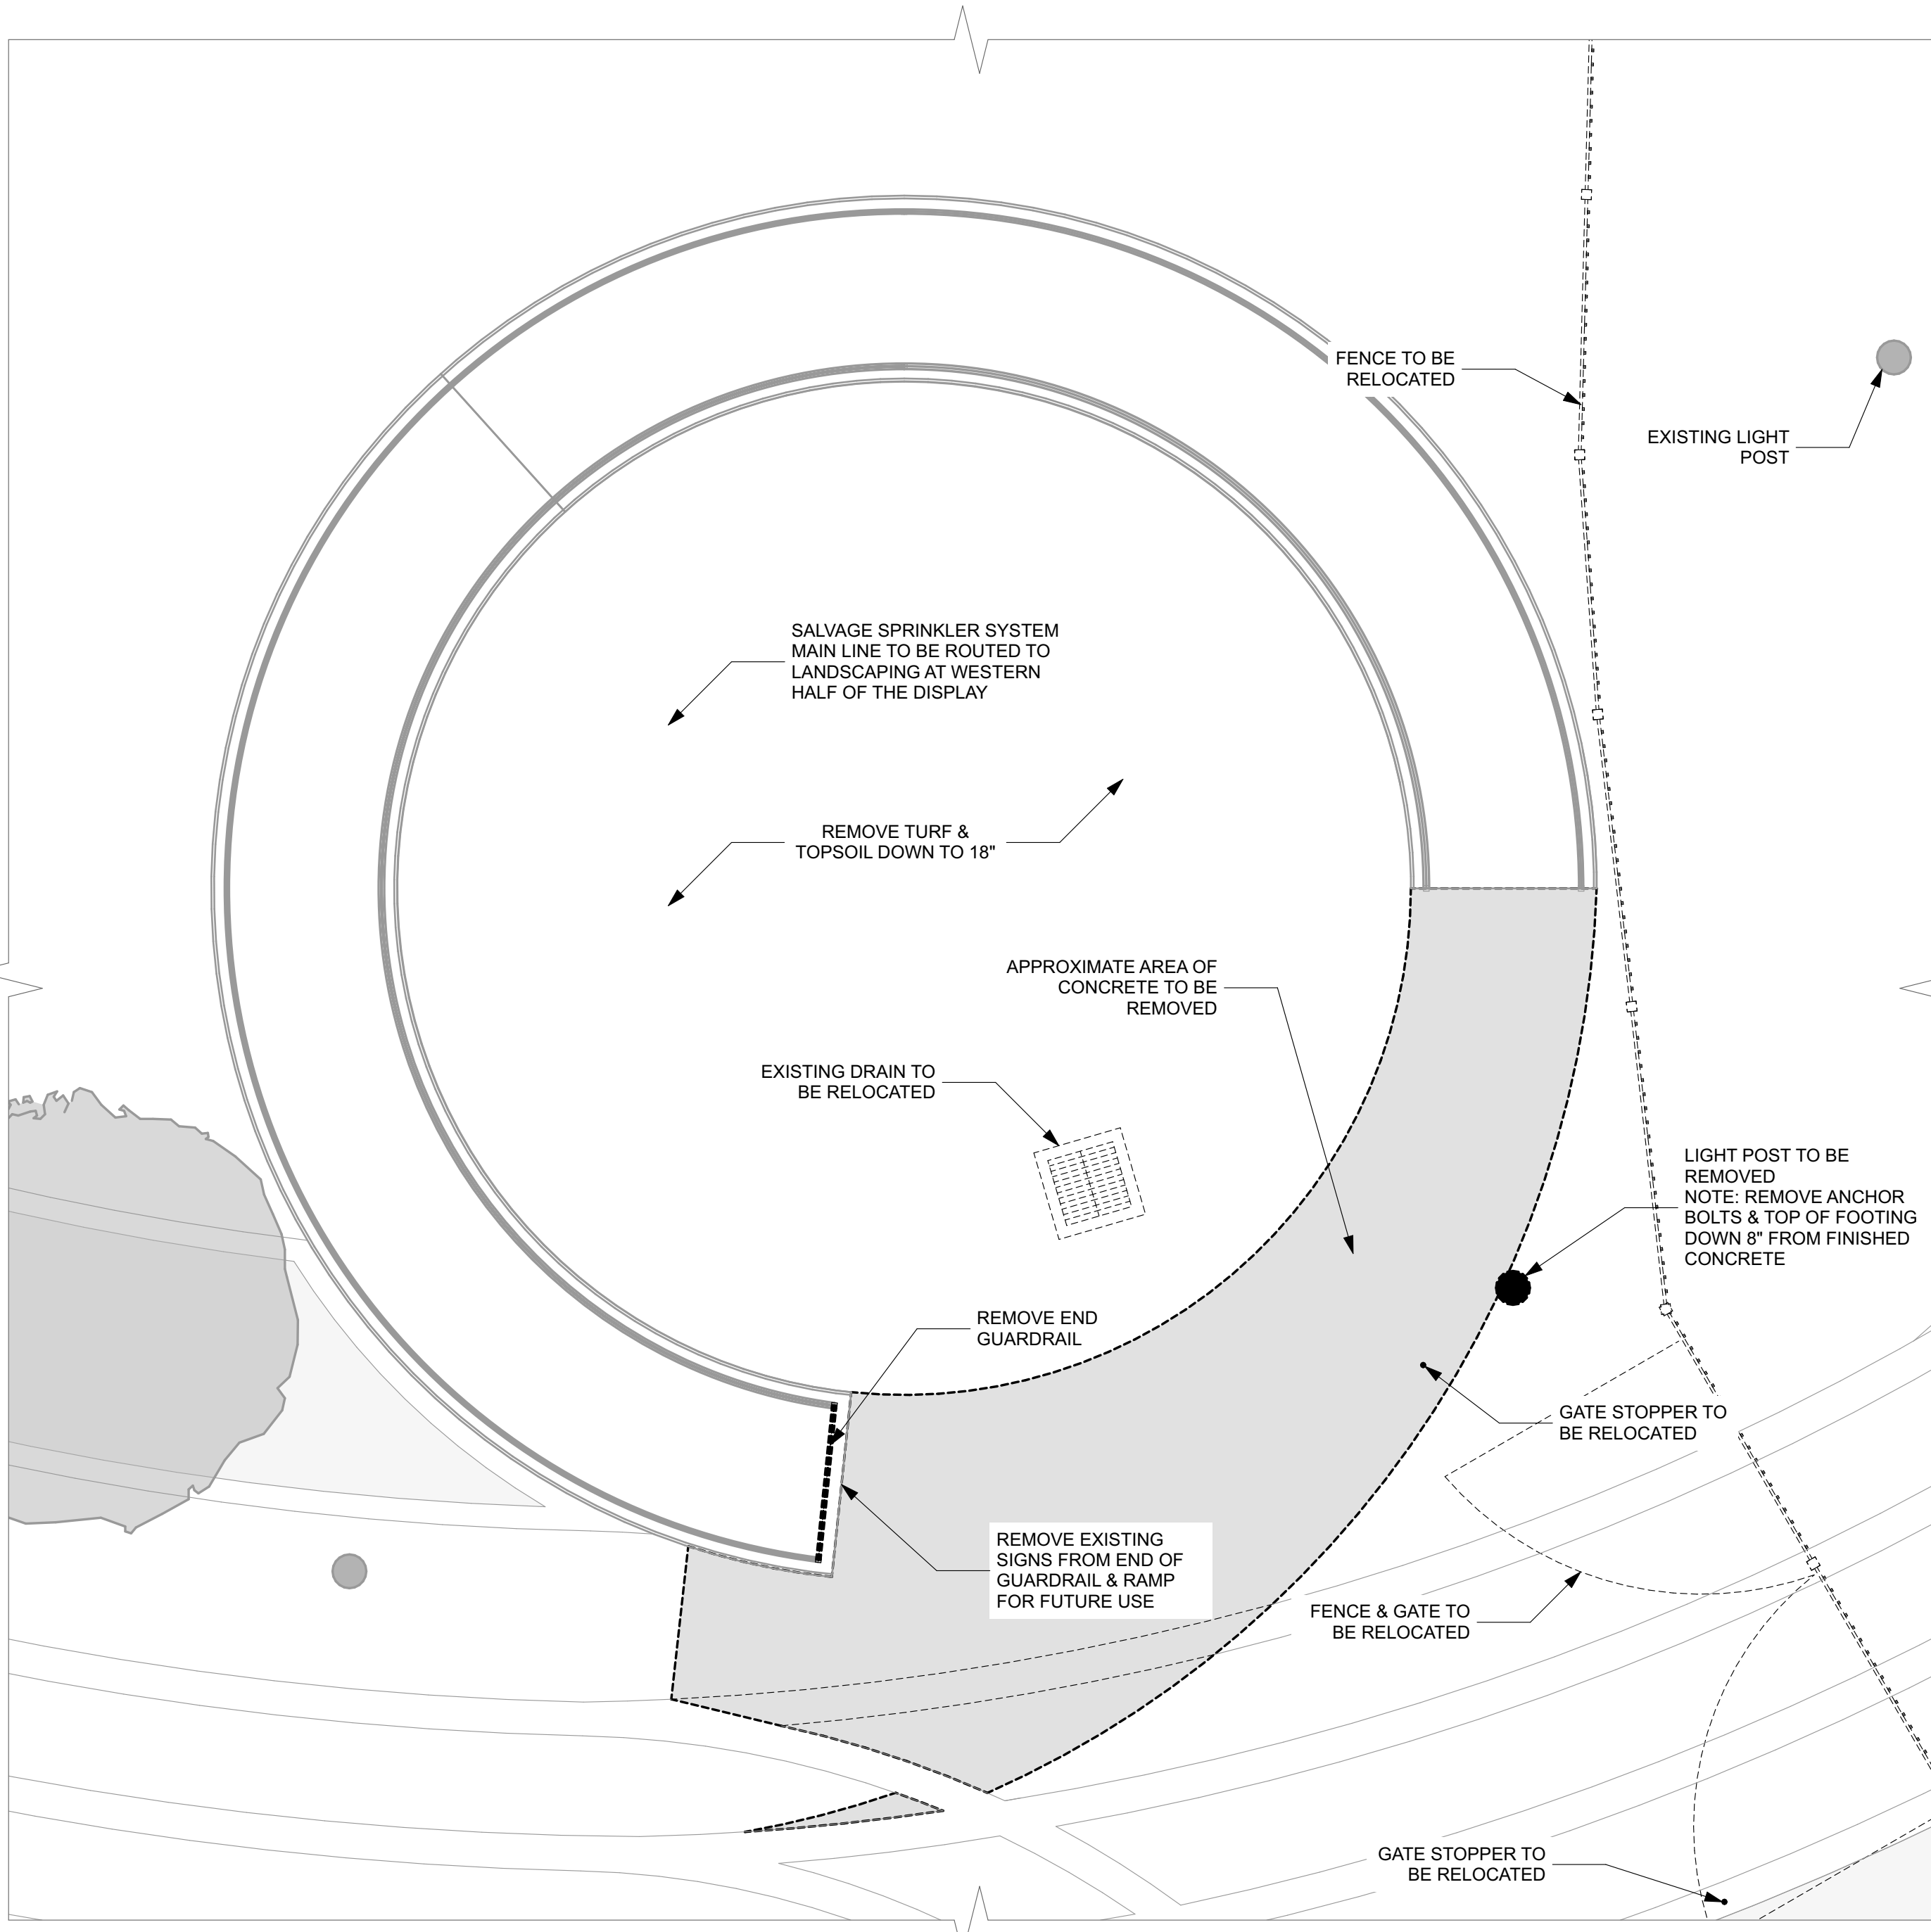 FENCE TO BE
RELOCATED
EXISTING LIGHT
POST
SALVAGE SPRINKLER SYSTEM
MAIN LINE TO BE ROUTED TO
LANDSCAPING AT WESTERN
HALF OF THE DISPLAY
REMOVE TURF &
TOPSOIL DOWN TO 18"
APPROXIMATE AREA OF
CONCRETE TO BE
REMOVED
EXISTING DRAIN TO
BE RELOCATED
LIGHT POST TO BE
REMOVED
NOTE: REMOVE ANCHOR
BOLTS & TOP OF FOOTING
DOWN 8" FROM FINISHED
CONCRETE
REMOVE END
GUARDRAIL
GATE STOPPER TO
BE RELOCATED
REMOVE EXISTING
SIGNS FROM END OF
GUARDRAIL & RAMP
FOR FUTURE USE
FENCE & GATE TO
BE RELOCATED
GATE STOPPER TO
BE RELOCATED